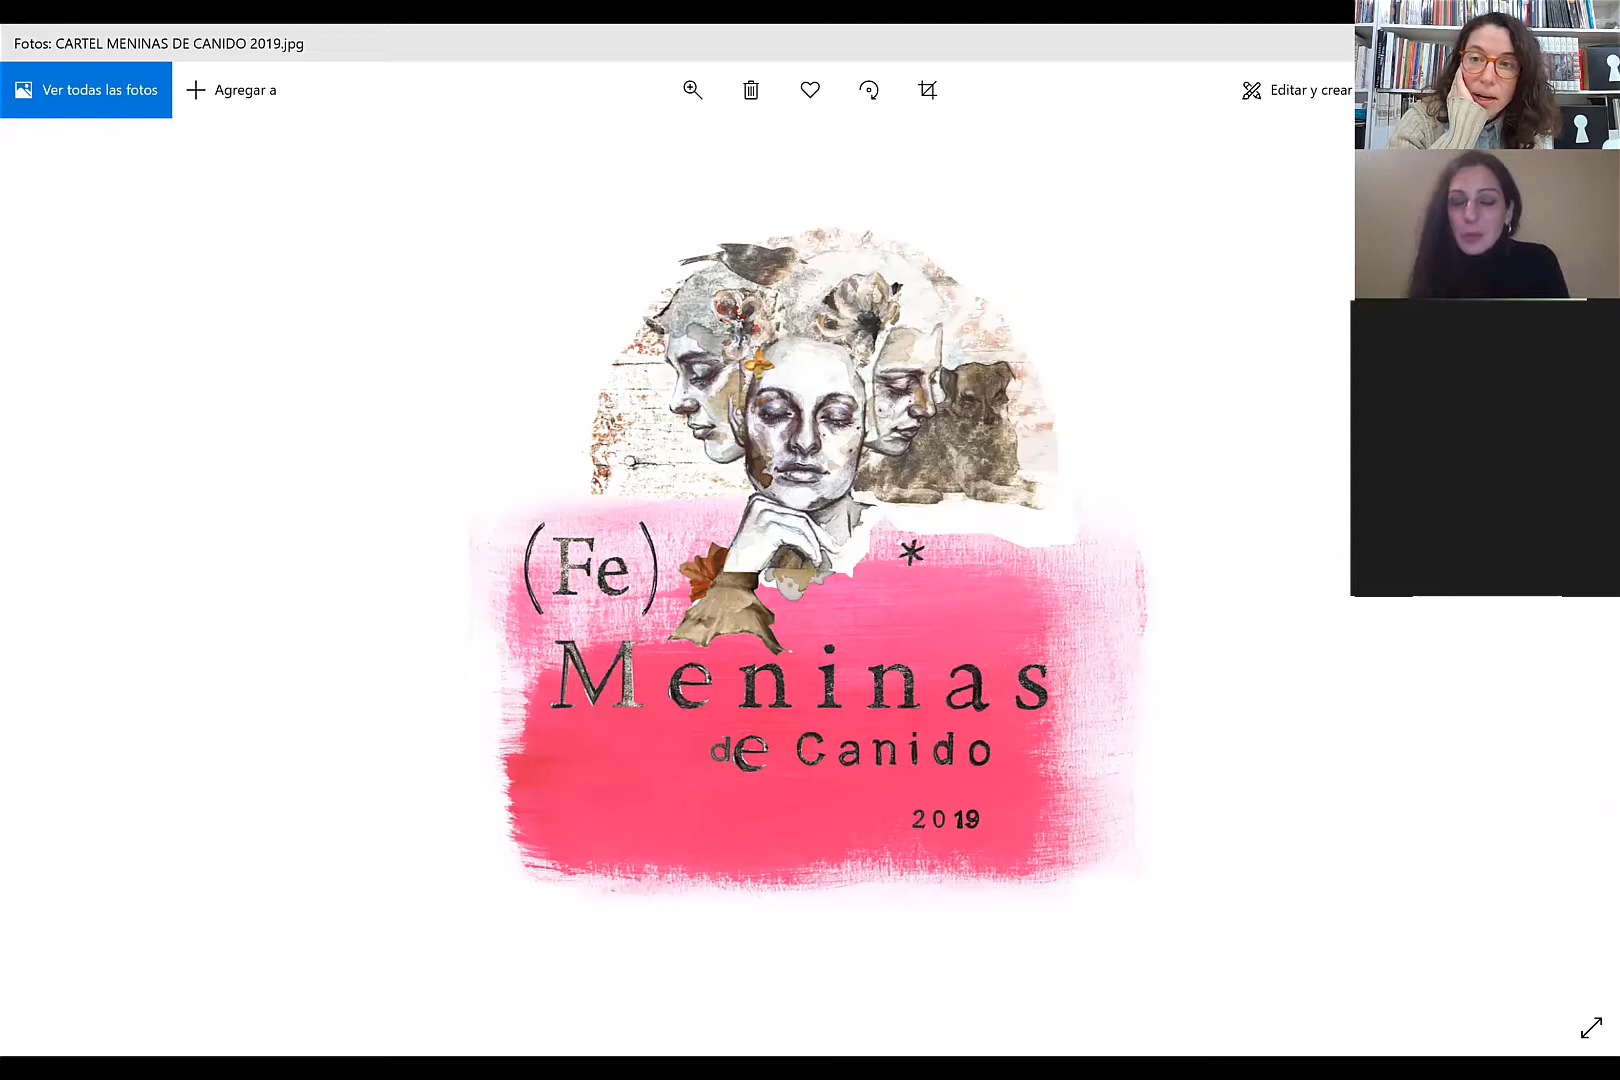 Fotos: CARTEL MENINAS DE CANIDO 2019.jpg
Ver todas las fotos
Agregar a
Editar y crear
(Fe)
*
Meninas
de Canido
2019